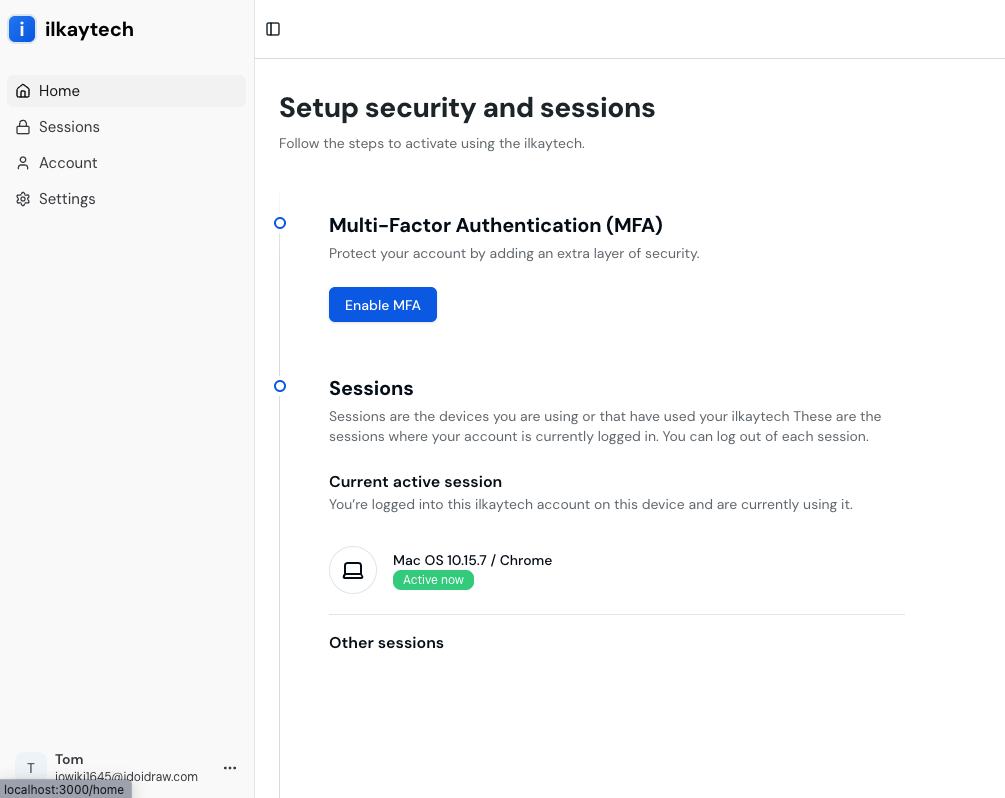 i ilkaytech
Home
Sessions
Account
Settings
Setup security and sessions
Follow the steps to activate using the ilkaytech.
Multi-Factor Authentication (MFA)
Protect your account by adding an extra layer of security.
Enable MFA
Sessions
Sessions are the devices you are using or that have used your ilkaytech These are the
sessions where your account is currently logged in. You can log out of each session.
Current active session
You’re logged into this ilkaytech account on this device and are currently using it.
Mac OS 10.15.7 / Chrome
Active now
Other sessions
T
Tom
localhost:3000/home